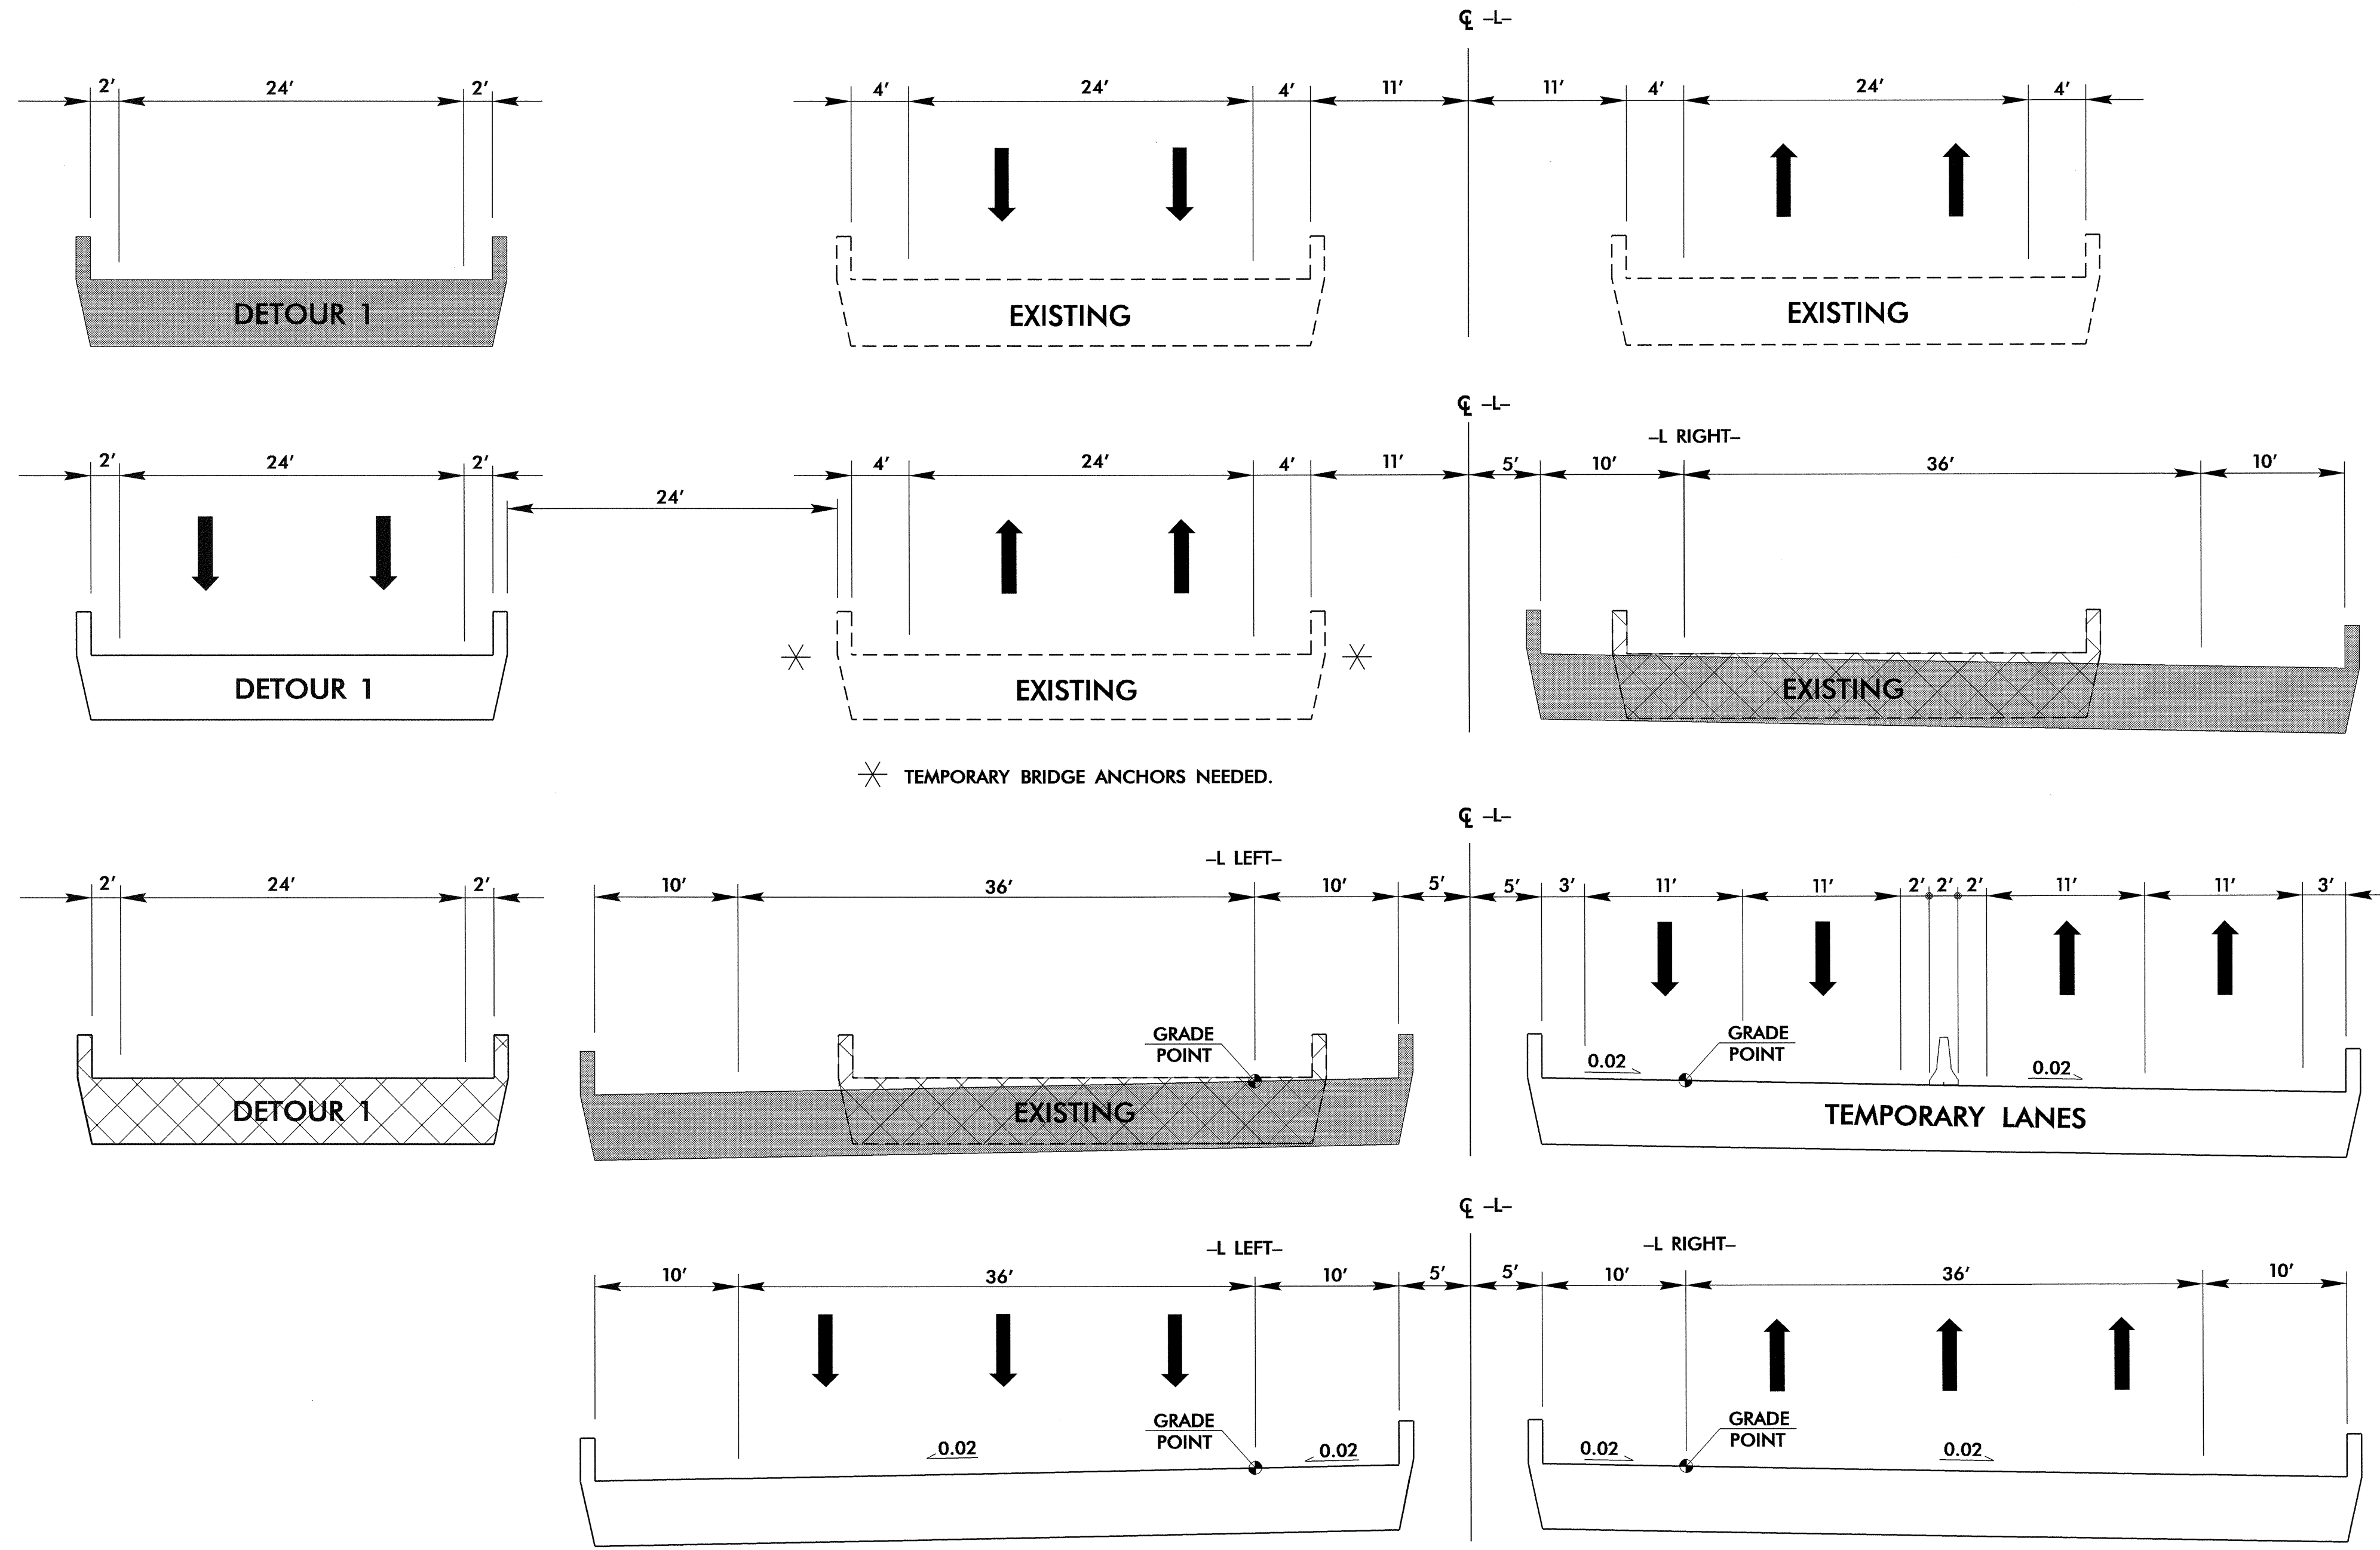 ℄ –L–
2′ 24′ 2′ 4′ 24′ 4′ 11′ 11′ 4′ 24′ 4′
DETOUR 1 EXISTING EXISTING
℄ –L–
–L RIGHT–
2′ 24′ 2′ 4′ 24′ 4′ 11′ 5′ 10′ 36′ 10′
24′
DETOUR 1 EXISTING EXISTING
TEMPORARY BRIDGE ANCHORS NEEDED.
℄ –L–
–L LEFT–
2′ 24′ 2′ 10′ 36′ 10′ 5′ 5′ 3′ 11′ 11′ 2′ 2′ 2′ 11′ 11′ 3′
GRADE
POINT
GRADE
POINT
0.02 0.02
DETOUR 1 EXISTING TEMPORARY LANES
℄ –L–
–L LEFT– –L RIGHT–
10′ 36′ 10′ 5′ 5′ 10′ 36′ 10′
GRADE
POINT
GRADE
POINT
0.02 0.02 0.02 0.02